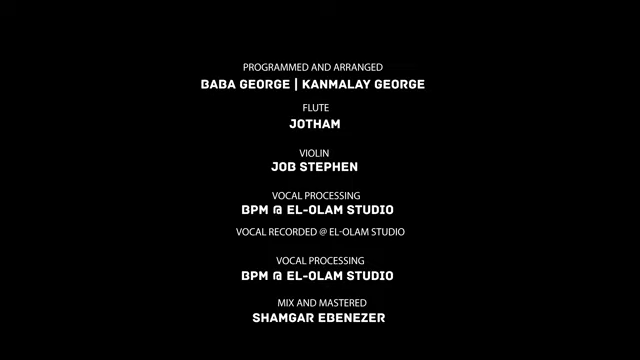 PROGRAMMED AND ARRANGED
BABA GEORGE | KANMALAY GEORGE
FLUTE
JOTHAM
VIOLIN
JOB STEPHEN
VOCAL PROCESSING
BPM @ EL-OLAM STUDIO
VOCAL RECORDED @ EL-OLAM STUDIO
VOCAL PROCESSING
BPM @ EL-OLAM STUDIO
MIX AND MASTERED
SHAMGAR EBENEZER